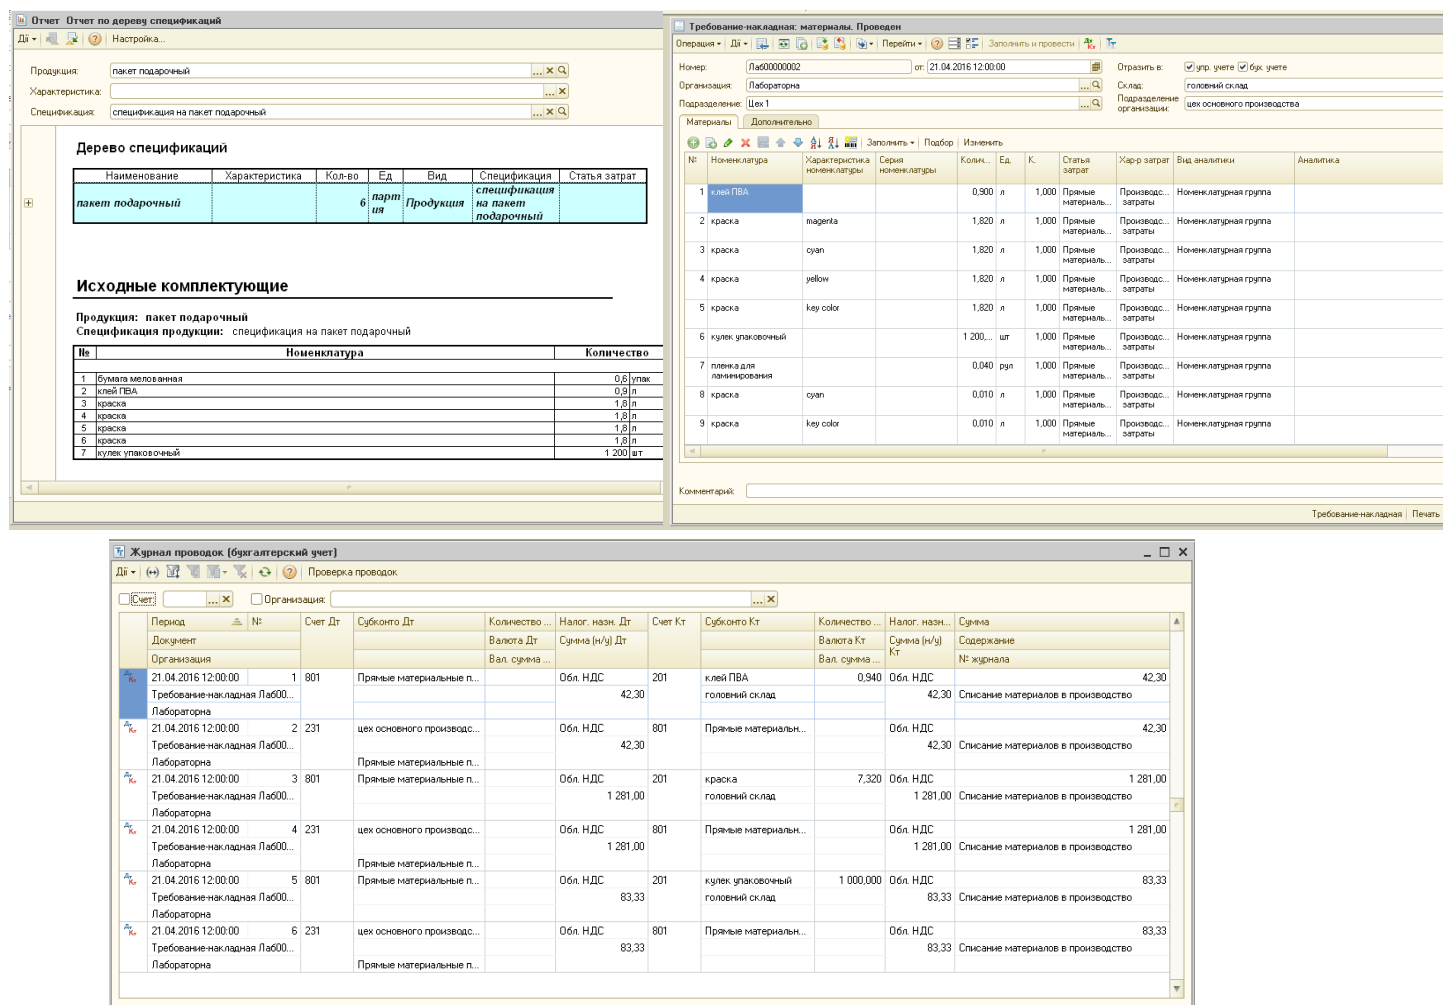 Отчет Отчет по дереву спецификаций
Дії Настройка...
Продукция: пакет подарочный
Характеристика:
Спецификация: спецификация на пакет подарочный
Дерево спецификаций
Наименование Характеристика Кол-во Ед Вид Спецификация Статья затрат
пакет подарочный 6 парт ия Продукция спецификация на пакет подарочный
Исходные комплектующие
Продукция: пакет подарочный
Спецификация продукции: спецификация на пакет подарочный
№ Номенклатура Количество
1 бумага мелованная 0,6 упак
2 клей ПВА 0,9 л
3 краска 1,8 л
4 краска 1,8 л
5 краска 1,8 л
6 краска 1,8 л
7 кулек упаковочный 1 200 шт
Требование-накладная: материалы. Проведен
Операция Дії Перейти Заполнить и провести
Номер: Лаб00000002 от: 21.04.2016 12:00:00 Отразить в: упр. учете бух. учете
Организация: Лабораторна Склад: головний склад
Подразделение: Цех 1 Подразделение организации: цех основного производства
Материалы Дополнительно
Заполнить Подбор Изменить
№ Номенклатура Характеристика номенклатуры Серия номенклатуры Колич... Ед. К. Статья затрат Хар-р затрат Вид аналитики Аналитика
1 клей ПВА 0,900 л 1,000 Прямые материаль... Производс... затраты Номенклатурная группа
2 краска magenta 1,820 л 1,000 Прямые материаль... Производс... затраты Номенклатурная группа
3 краска cyan 1,820 л 1,000 Прямые материаль... Производс... затраты Номенклатурная группа
4 краска yellow 1,820 л 1,000 Прямые материаль... Производс... затраты Номенклатурная группа
5 краска key color 1,820 л 1,000 Прямые материаль... Производс... затраты Номенклатурная группа
6 кулек упаковочный 1 200,... шт 1,000 Прямые материаль... Производс... затраты Номенклатурная группа
7 пленка для ламинирования 0,040 рул 1,000 Прямые материаль... Производс... затраты Номенклатурная группа
8 краска cyan 0,010 л 1,000 Прямые материаль... Производс... затраты Номенклатурная группа
9 краска key color 0,010 л 1,000 Прямые материаль... Производс... затраты Номенклатурная группа
Комментарий:
Требование-накладная Печать
Журнал проводок (бухгалтерский учет)
Дії Проверка проводок
Счет: ... Организация: ...
Период № Счет Дт Субконто Дт Количество ... Налог. назн. Дт Счет Кт Субконто Кт Количество ... Налог. назн... Сумма
Документ Валюта Дт Сумма (н/у) Дт Валюта Кт Сумма (н/у) Кт Содержание
Организация Вал. сумма ... Вал. сумма ... № журнала
21.04.2016 12:00:00 1 801 Прямые материальные п... Обл. НДС 201 клей ПВА 0,940 Обл. НДС 42,30
Требование-накладная Лаб00... 42,30 головний склад 42,30 Списание материалов в производство
Лабораторна
21.04.2016 12:00:00 2 231 цех основного производс... Обл. НДС 801 Прямые материальн... Обл. НДС 42,30
Требование-накладная Лаб00... 42,30 42,30 Списание материалов в производство
Лабораторна Прямые материальные п...
21.04.2016 12:00:00 3 801 Прямые материальные п... Обл. НДС 201 краска 7,320 Обл. НДС 1 281,00
Требование-накладная Лаб00... 1 281,00 головний склад 1 281,00 Списание материалов в производство
Лабораторна
21.04.2016 12:00:00 4 231 цех основного производс... Обл. НДС 801 Прямые материальн... Обл. НДС 1 281,00
Требование-накладная Лаб00... 1 281,00 1 281,00 Списание материалов в производство
Лабораторна Прямые материальные п...
21.04.2016 12:00:00 5 801 Прямые материальные п... Обл. НДС 201 кулек упаковочный 1 000,000 Обл. НДС 83,33
Требование-накладная Лаб00... 83,33 головний склад 83,33 Списание материалов в производство
Лабораторна
21.04.2016 12:00:00 6 231 цех основного производс... Обл. НДС 801 Прямые материальн... Обл. НДС 83,33
Требование-накладная Лаб00... 83,33 83,33 Списание материалов в производство
Лабораторна Прямые материальные п...